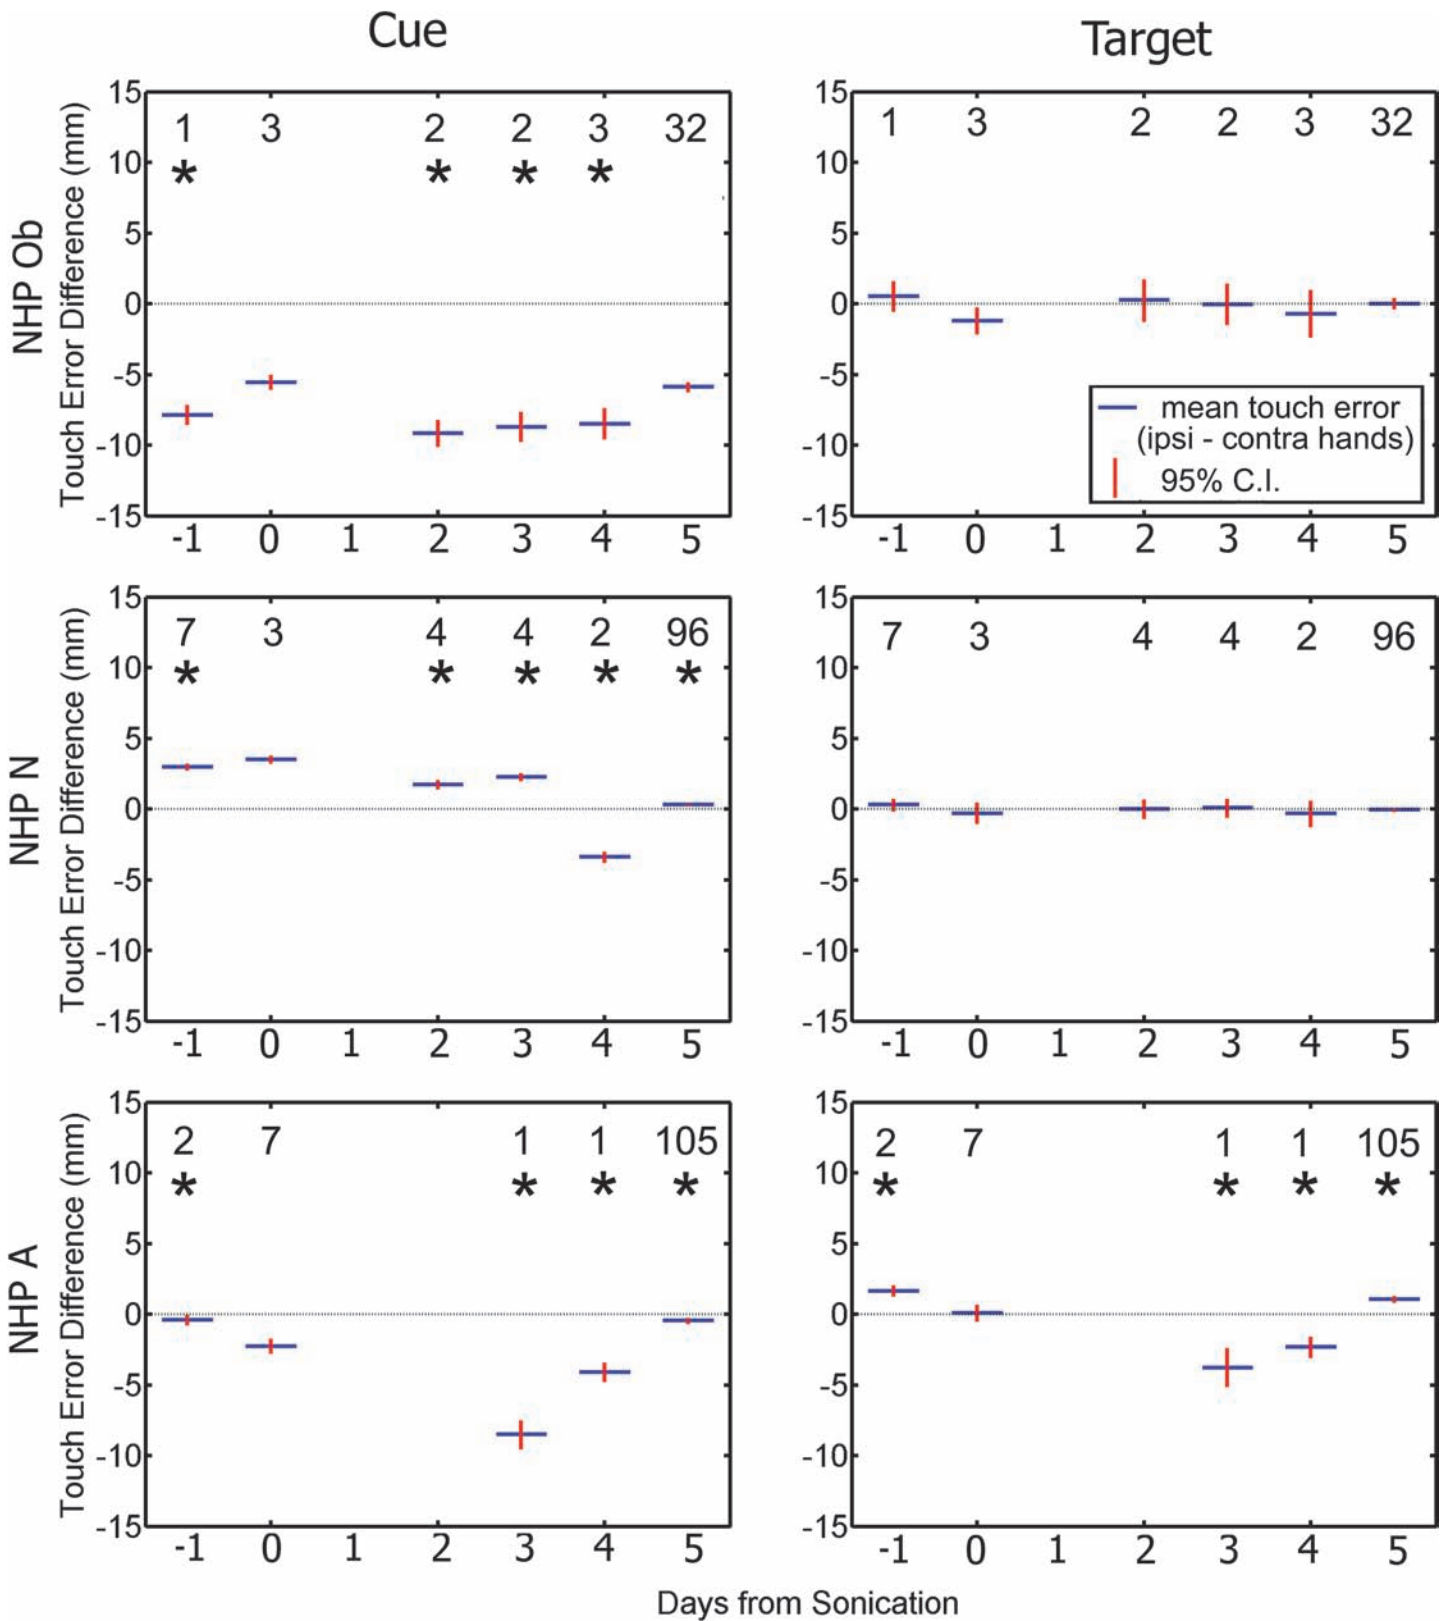 Cue
Target
NHP Ob
Touch Error Difference (mm)
15
10
5
0
-5
-10
-15
1 3 2 2 3 32
* * * *
-1 0 1 2 3 4 5
15
10
5
0
-5
-10
-15
1 3 2 2 3 32
mean touch error
(ipsi - contra hands)
95% C.I.
-1 0 1 2 3 4 5
NHP N
Touch Error Difference (mm)
15
10
5
0
-5
-10
-15
7 3 4 4 2 96
* * * * *
-1 0 1 2 3 4 5
15
10
5
0
-5
-10
-15
7 3 4 4 2 96
-1 0 1 2 3 4 5
NHP A
Touch Error Difference (mm)
15
10
5
0
-5
-10
-15
2 7 1 1 105
* * * *
-1 0 1 2 3 4 5
15
10
5
0
-5
-10
-15
2 7 1 1 105
* * * *
-1 0 1 2 3 4 5
Days from Sonication